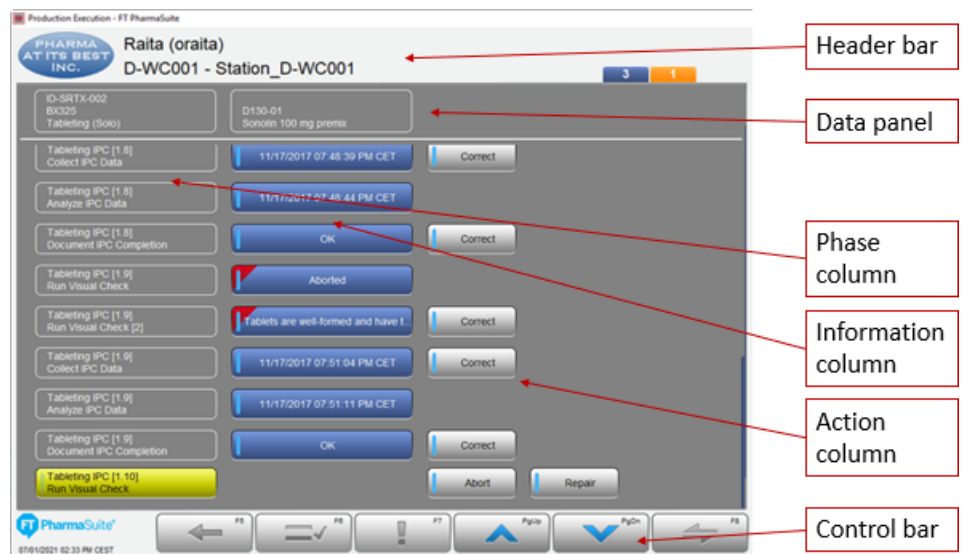 Production Execution - FT PharmaSuite
PHARMA
AT ITS BEST
INC.
Raita (oraita)
D-WC001 - Station_D-WC001
3
1
Header bar
ID-SRTX-002
BX325
Tableting (Solo)
D130-01
Sonolin 100 mg premix
Data panel
Tableting IPC [1.8]
Collect IPC Data
11/17/2017 07:48:39 PM CET
Correct
Tableting IPC [1.8]
Analyze IPC Data
11/17/2017 07:48:44 PM CET
Tableting IPC [1.8]
Document IPC Completion
OK
Correct
Phase
column
Tableting IPC [1.9]
Run Visual Check
Aborted
Tableting IPC [1.9]
Run Visual Check [2]
Tablets are well-formed and have t...
Correct
Information
column
Tableting IPC [1.9]
Collect IPC Data
11/17/2017 07:51:04 PM CET
Correct
Tableting IPC [1.9]
Analyze IPC Data
11/17/2017 07:51:11 PM CET
Action
column
Tableting IPC [1.9]
Document IPC Completion
OK
Correct
Tableting IPC [1.10]
Run Visual Check
Abort
Repair
FT PharmaSuite®
F5
F6
F7
PgUp
PgDn
F8
Control bar
07/01/2021 02:33 PM CEST